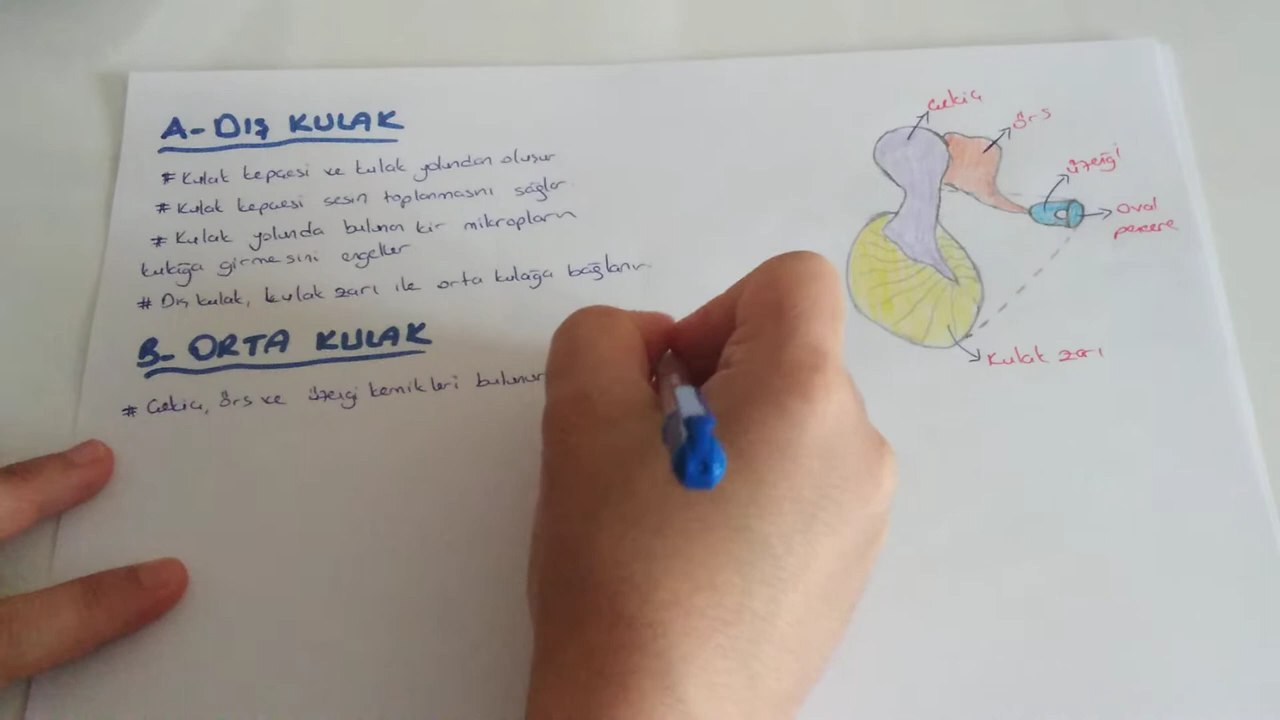 A- DIŞ KULAK
# Kulak kepçesi ve kulak yolundan oluşur
# Kulak kepçesi sesin toplanmasını sağlar
# Kulak yolunda bulunan kir mikropların
kulağa girmesini engeller
# Dış kulak, kulak zarı ile orta kulağa bağlanır
B- ORTA KULAK
# Çekiç, örs ve üzengi kemikleri bulunur
Çekiç
Örs
üzengi
Oval
pencere
Kulak zarı